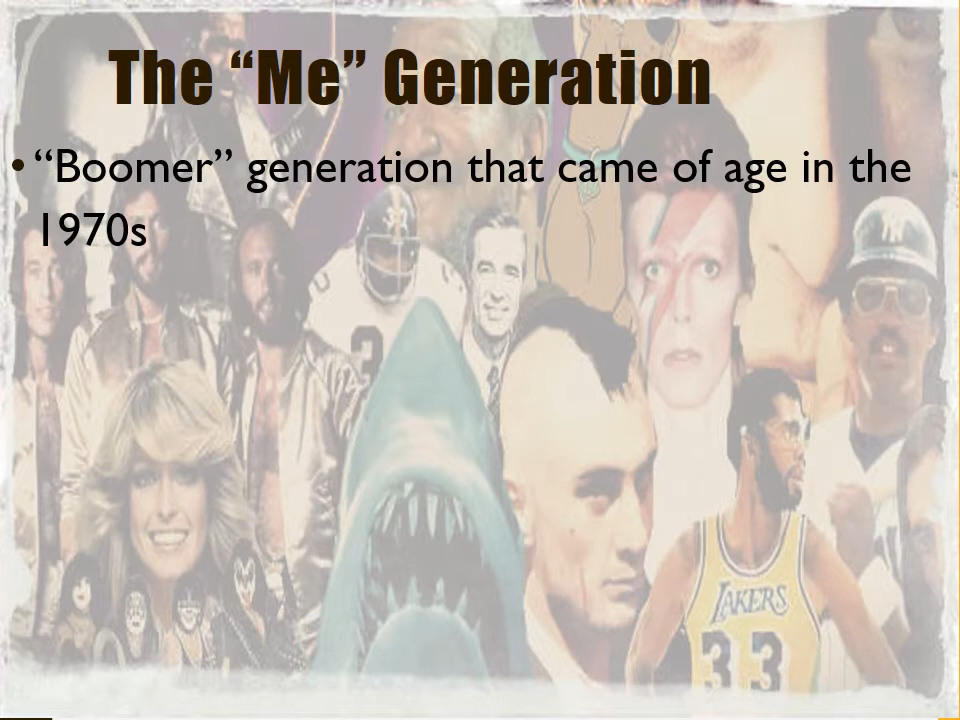 The “Me” Generation
• “Boomer” generation that came of age in the
1970s
LAKERS
33